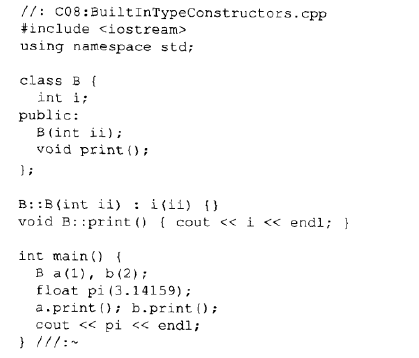 //: C08:BuiltInTypeConstructors.cpp
#include <iostream>
using namespace std;

class B {
  int i;
public:
  B(int ii);
  void print();
};

B::B(int ii) : i(ii) {}
void B::print() { cout << i << endl; }

int main() {
  B a(1), b(2);
  float pi(3.14159);
  a.print(); b.print();
  cout << pi << endl;
} ///:~